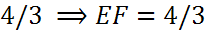 4/3 ⟹ EF = 4/3